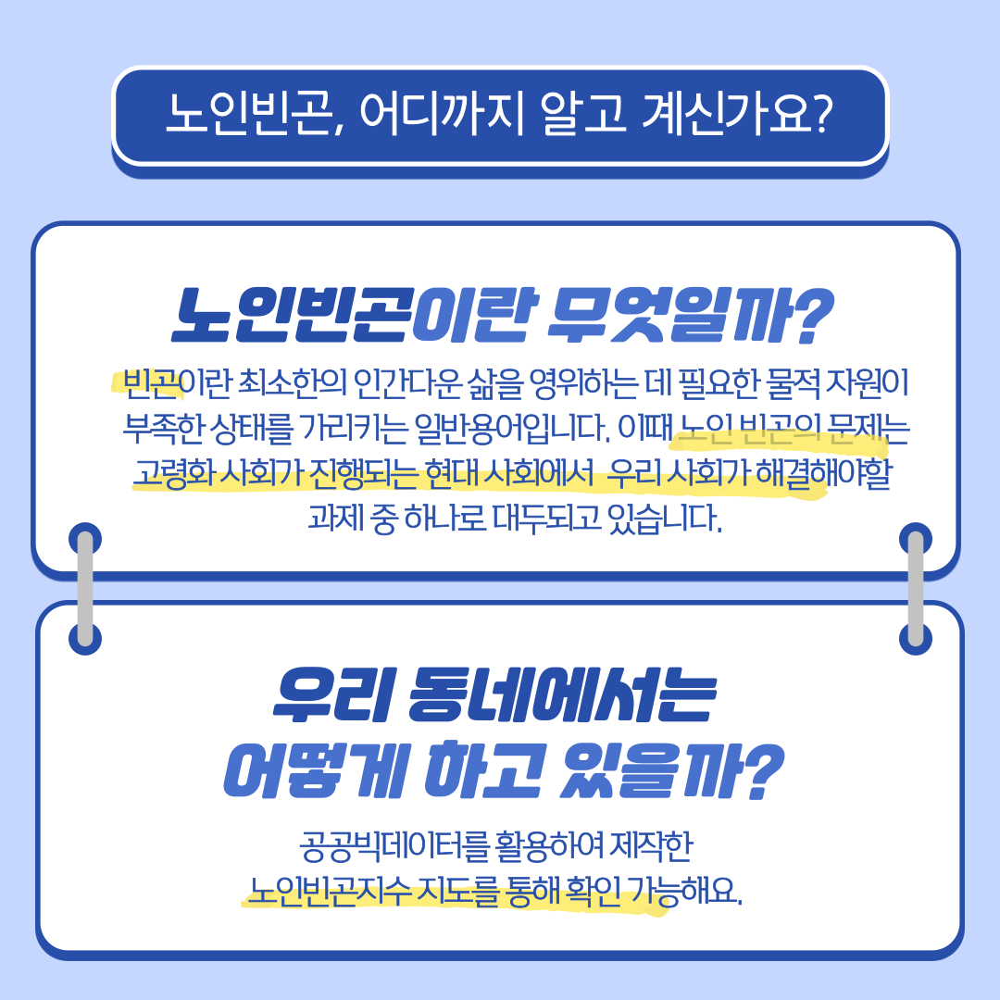 노인빈곤, 어디까지 알고 계신가요?
노인빈곤이란 무엇일까?
빈곤이란 최소한의 인간다운 삶을 영위하는 데 필요한 물적 자원이
부족한 상태를 가리키는 일반용어입니다. 이때 노인 빈곤의 문제는
고령화 사회가 진행되는 현대 사회에서 우리 사회가 해결해야할
과제 중 하나로 대두되고 있습니다.
우리 동네에서는
어떻게 하고 있을까?
공공빅데이터를 활용하여 제작한
노인빈곤지수 지도를 통해 확인 가능해요.